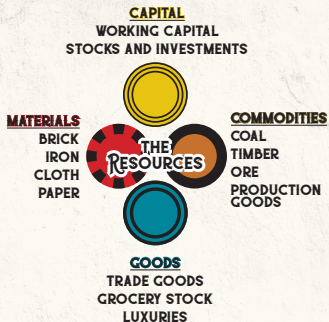 CAPITAL
WORKING CAPITAL
STOCKS AND INVESTMENTS
MATERIALS
BRICK
IRON
CLOTH
PAPER
THE
RESOURCES
COMMODITIES
COAL
TIMBER
ORE
PRODUCTION
GOODS
GOODS
TRADE GOODS
GROCERY STOCK
LUXURIES